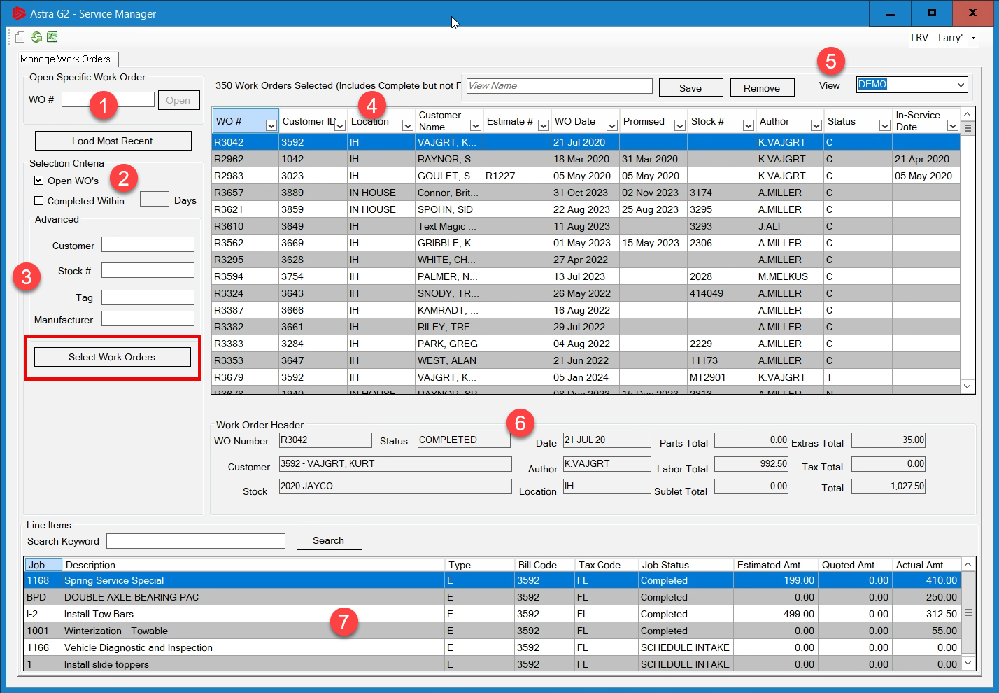 Astra G2 - Service Manager
LRV - Larry'
Manage Work Orders
Open Specific Work Order
WO #
1
Open
Load Most Recent
Selection Criteria
2
Open WO's
Completed Within
Days
Advanced
Customer
Stock #
3
Tag
Manufacturer
Select Work Orders
350 Work Orders Selected (Includes Complete but not F
View Name
Save
Remove
5
View
DEMO
4
WO # Customer ID Location Customer Name Estimate # WO Date Promised Stock # Author Status In-Service Date
R3042 3592 IH VAJGRT, K... 21 Jul 2020 K.VAJGRT C
R2962 1042 IH RAYNOR, S... 18 Mar 2020 31 Mar 2020 K.VAJGRT C 21 Apr 2020
R2983 3023 IH GOULET, S... R1227 05 May 2020 05 May 2020 K.VAJGRT C 05 May 2020
R3657 3889 IN HOUSE Connor, Brit... 31 Oct 2023 02 Nov 2023 3174 A.MILLER C
R3621 3859 IN HOUSE SPOHN, SID 22 Aug 2023 25 Aug 2023 3295 A.MILLER C
R3610 3649 IH Text Magic ... 11 Aug 2023 3293 J.ALI C
R3562 3669 IH GRIBBLE, K... 01 May 2023 15 May 2023 2306 A.MILLER C
R3295 3628 IH WHITE, CH... 27 Apr 2022 A.MILLER C
R3594 3754 IH PALMER, N... 13 Jul 2023 2028 M.MELKUS C
R3324 3643 IH SNODY, TR... 26 May 2022 414049 A.MILLER C
R3387 3666 IH KAMRADT, ... 16 Aug 2022 A.MILLER C
R3382 3661 IH RILEY, TRE... 29 Jul 2022 A.MILLER C
R3383 3284 IH PARK, GREG 04 Aug 2022 2229 A.MILLER C
R3353 3647 IH WEST, ALAN 21 Jun 2022 11173 A.MILLER C
R3679 3592 IH VAJGRT, K... 05 Jan 2024 MT2901 K.VAJGRT T
R3678 1940 IN HOUSE RAYNOR, SP 08 Dec 2023 15 Dec 2023 2313 A.MILLER N
Work Order Header
6
WO Number R3042 Status COMPLETED Date 21 JUL 20 Parts Total 0.00 Extras Total 35.00
Customer 3592 - VAJGRT, KURT Author K.VAJGRT Labor Total 992.50 Tax Total 0.00
Stock 2020 JAYCO Location IH Sublet Total 0.00 Total 1,027.50
Line Items
Search Keyword
Search
Job Description Type Bill Code Tax Code Job Status Estimated Amt Quoted Amt Actual Amt
1168 Spring Service Special E 3592 FL Completed 199.00 0.00 410.00
BPD DOUBLE AXLE BEARING PAC E 3592 FL Completed 0.00 0.00 250.00
I-2 Install Tow Bars E 3592 FL Completed 499.00 0.00 312.50
7
1001 Winterization - Towable E 3592 FL Completed 0.00 0.00 55.00
1166 Vehicle Diagnostic and Inspection E 3592 FL SCHEDULE INTAKE 0.00 0.00 0.00
1 Install slide toppers E 3592 FL SCHEDULE INTAKE 0.00 0.00 0.00